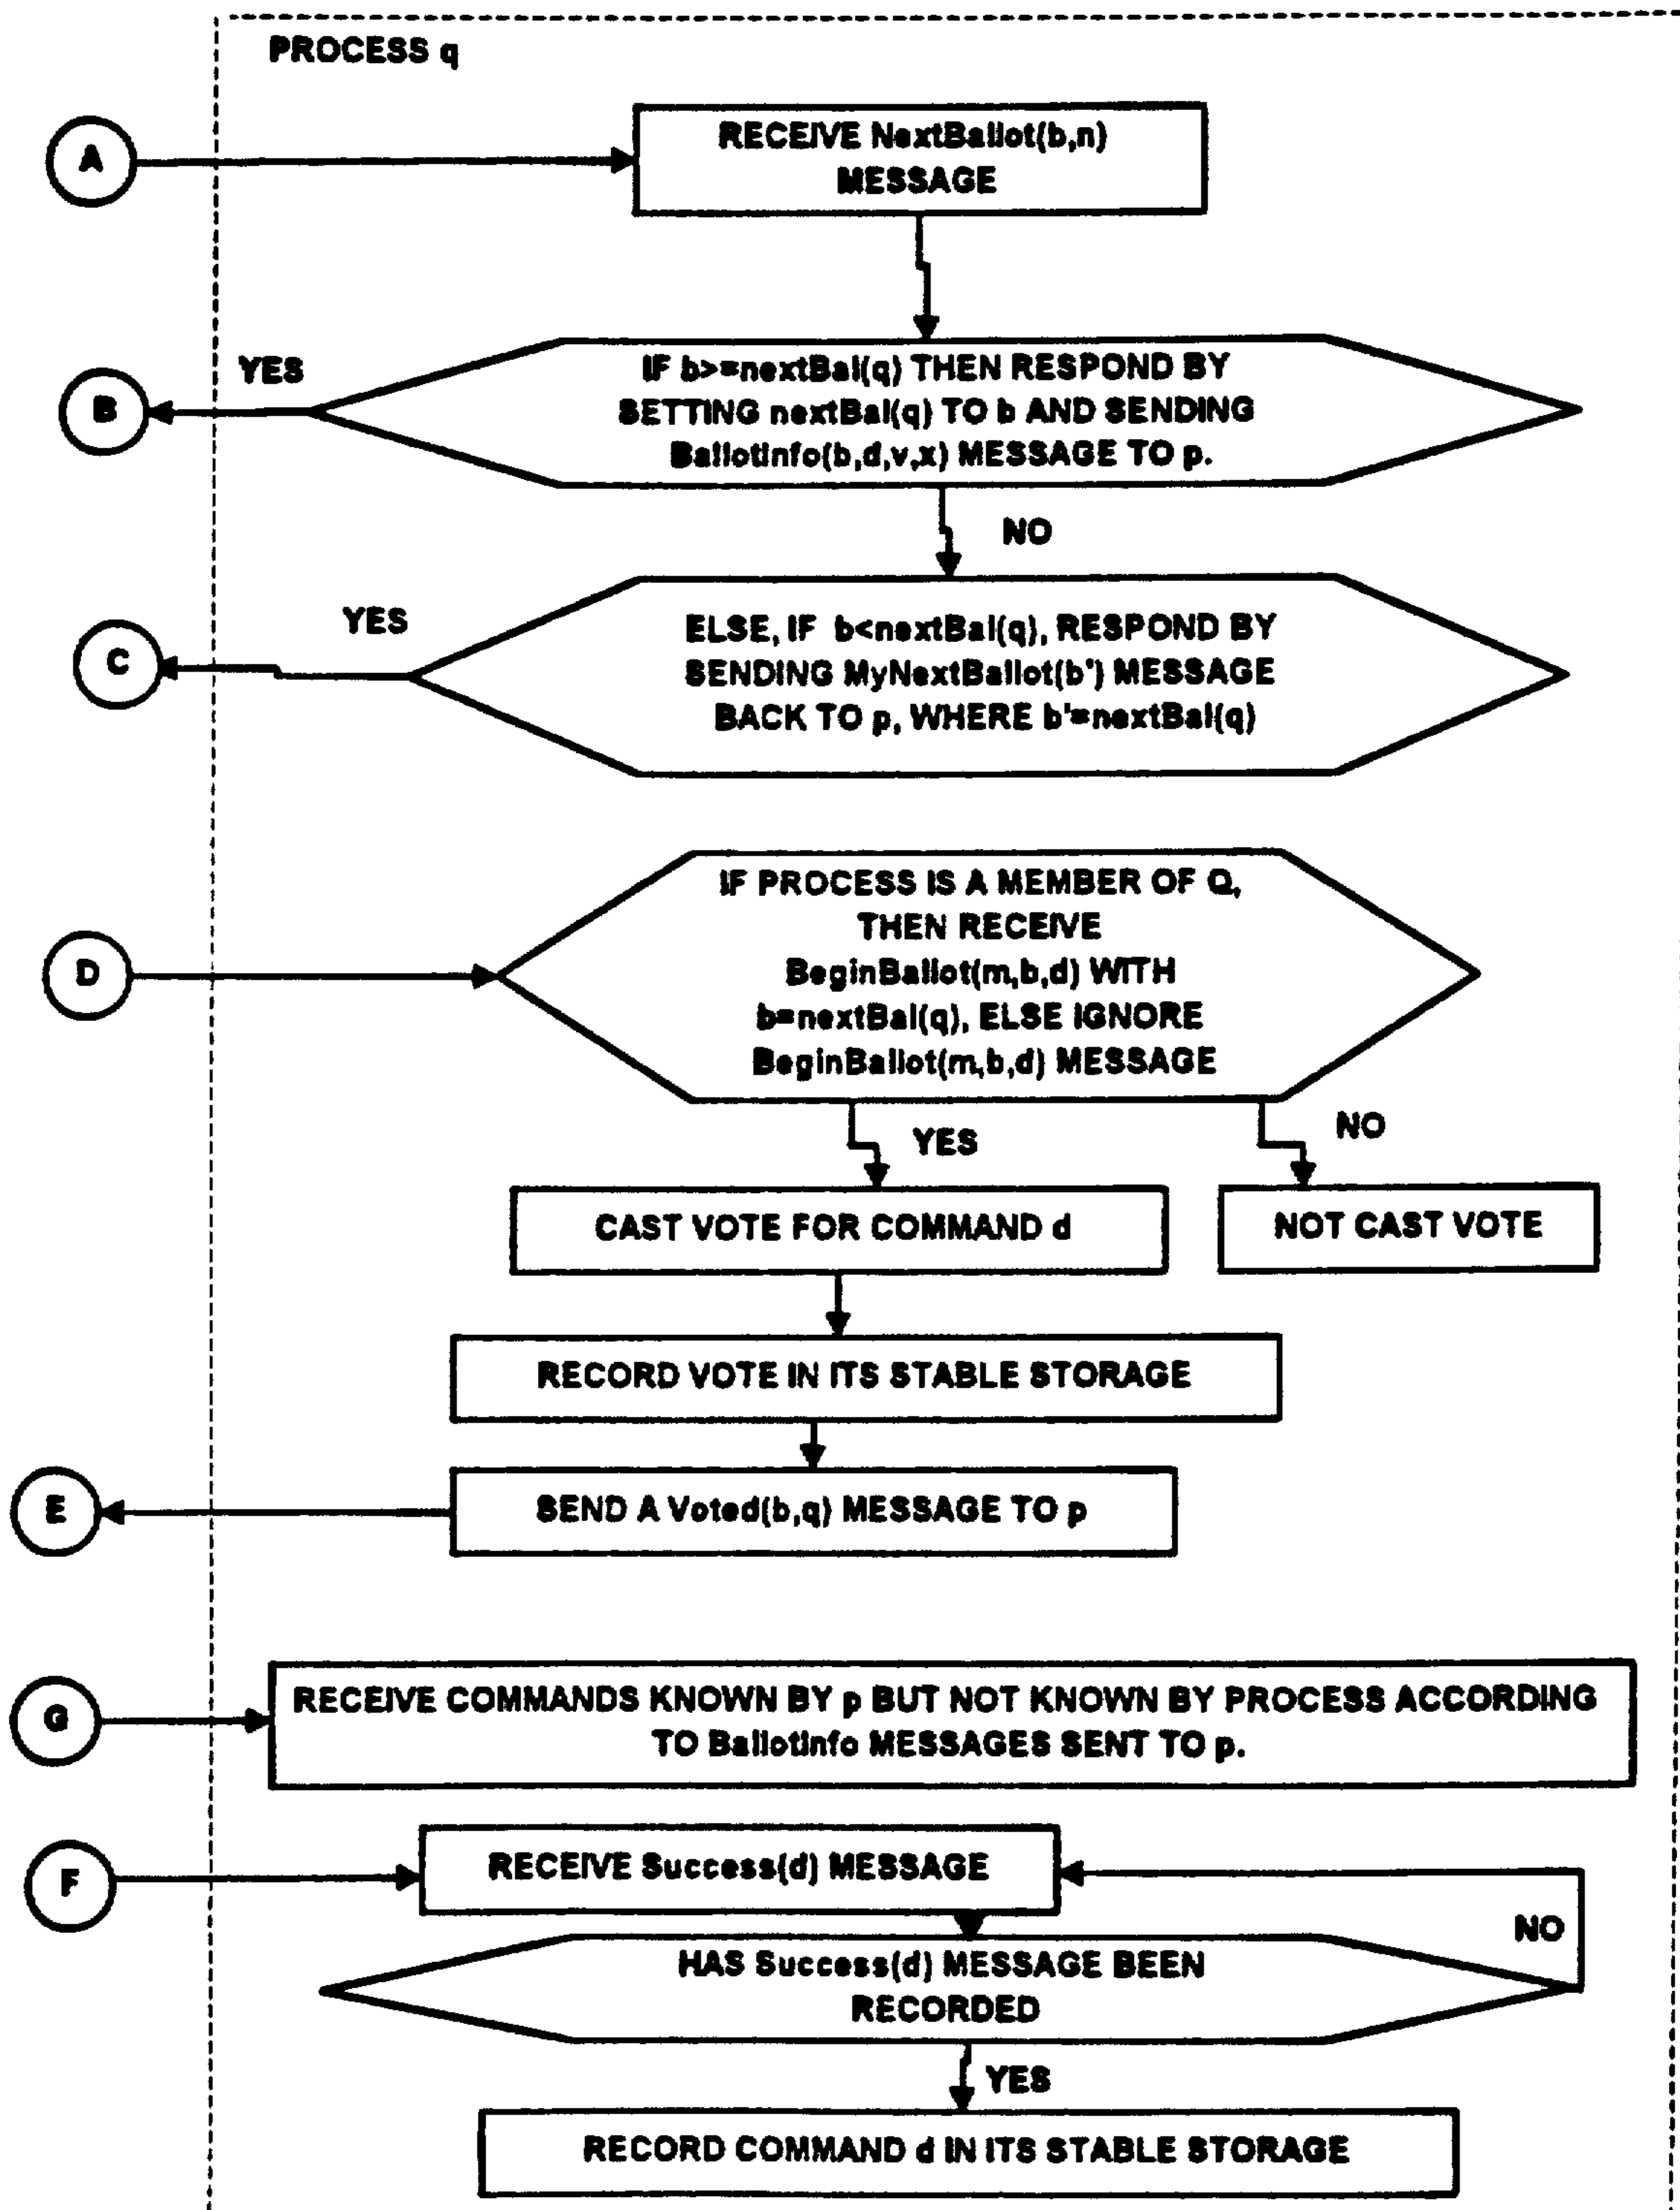 PROCESS q
A
RECEIVE NextBallot(b,n)
MESSAGE
YES
B
IF b>=nextBal(q) THEN RESPOND BY
SETTING nextBal(q) TO b AND SENDING
BallotInfo(b,d,v,x) MESSAGE TO p.
NO
YES
C
ELSE, IF b<nextBal(q), RESPOND BY
SENDING MyNextBallot(b') MESSAGE
BACK TO p, WHERE b'=nextBal(q)
D
IF PROCESS IS A MEMBER OF Q,
THEN RECEIVE
BeginBallot(m,b,d) WITH
b=nextBal(q), ELSE IGNORE
BeginBallot(m,b,d) MESSAGE
YES
NO
CAST VOTE FOR COMMAND d
NOT CAST VOTE
RECORD VOTE IN ITS STABLE STORAGE
E
SEND A Voted(b,q) MESSAGE TO p
G
RECEIVE COMMANDS KNOWN BY p BUT NOT KNOWN BY PROCESS ACCORDING
TO BallotInfo MESSAGES SENT TO p.
F
RECEIVE Success(d) MESSAGE
NO
HAS Success(d) MESSAGE BEEN
RECORDED
YES
RECORD COMMAND d IN ITS STABLE STORAGE